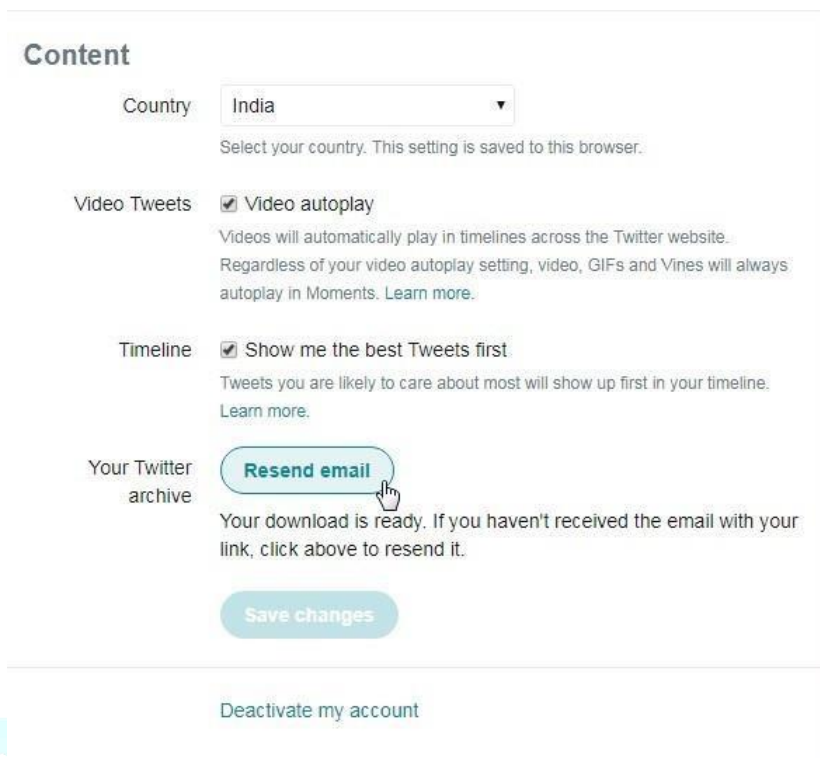 Content
Country India
Select your country. This setting is saved to this browser.
Video Tweets Video autoplay
Videos will automatically play in timelines across the Twitter website.
Regardless of your video autoplay setting, video, GIFs and Vines will always
autoplay in Moments. Learn more.
Timeline Show me the best Tweets first
Tweets you are likely to care about most will show up first in your timeline.
Learn more.
Your Twitter archive
Resend email
Your download is ready. If you haven't received the email with your
link, click above to resend it.
Save changes
Deactivate my account